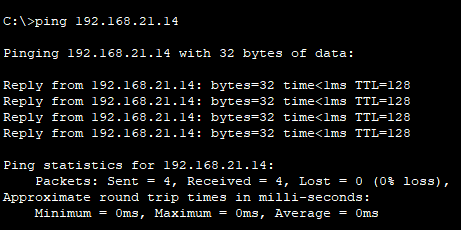 C:\>ping 192.168.21.14
Pinging 192.168.21.14 with 32 bytes of data:
Reply from 192.168.21.14: bytes=32 time<1ms TTL=128
Reply from 192.168.21.14: bytes=32 time<1ms TTL=128
Reply from 192.168.21.14: bytes=32 time<1ms TTL=128
Reply from 192.168.21.14: bytes=32 time<1ms TTL=128
Ping statistics for 192.168.21.14:
    Packets: Sent = 4, Received = 4, Lost = 0 (0% loss),
Approximate round trip times in milli-seconds:
    Minimum = 0ms, Maximum = 0ms, Average = 0ms